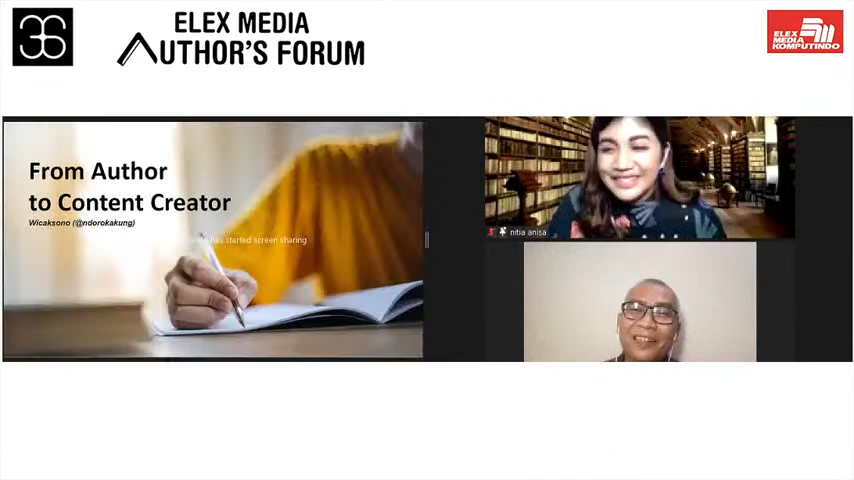 36
ELEX MEDIA
AUTHOR'S FORUM
ELEX
MEDIA
KOMPUTINDO
From Author
to Content Creator
Wicaksono (@ndorokakung)
has started screen sharing
nitia anisa